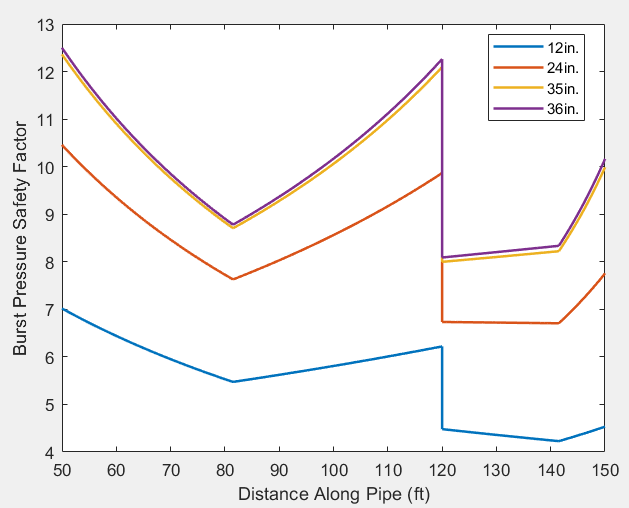 13
12
11
10
9
8
7
6
5
4
Burst Pressure Safety Factor
12in.
24in.
35in.
36in.
50 60 70 80 90 100 110 120 130 140 150
Distance Along Pipe (ft)